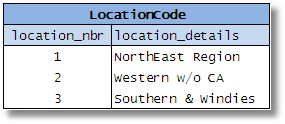 LocationCode
location_nbr location_details
1 NorthEast Region
2 Western w/o CA
3 Southern & Windies